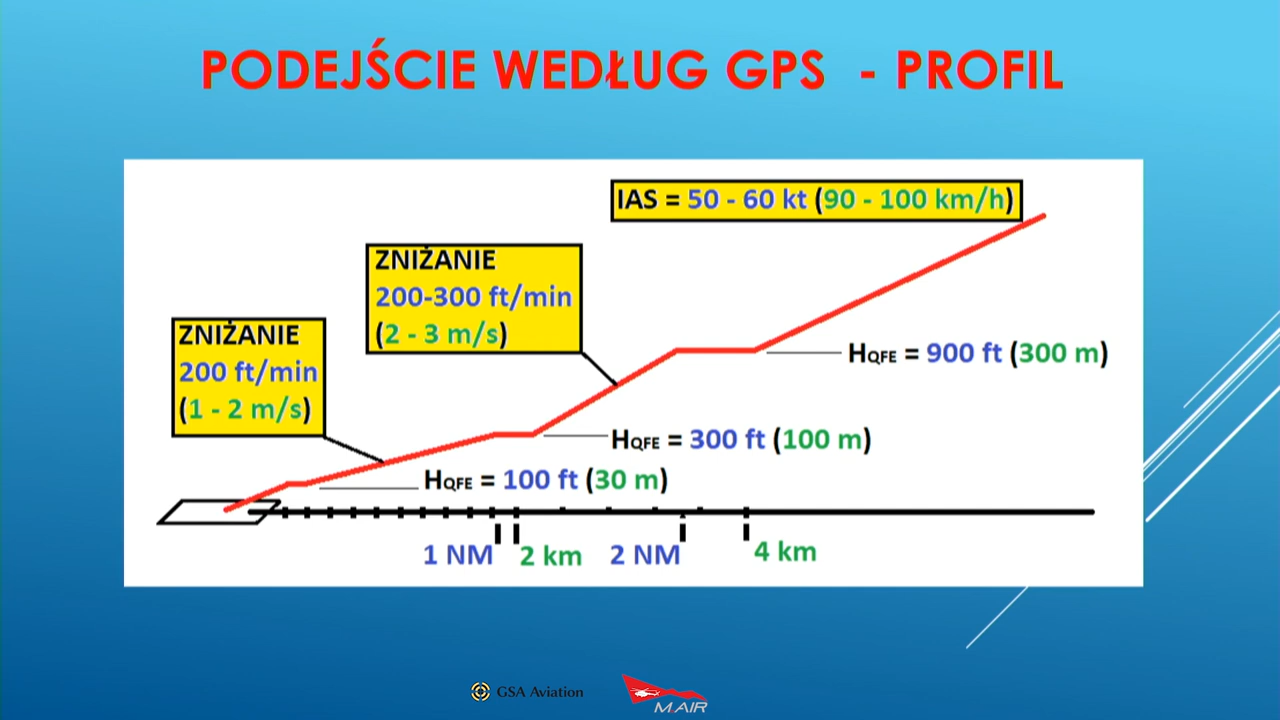 PODEJŚCIE WEDŁUG GPS - PROFIL
IAS = 50 - 60 kt (90 - 100 km/h)
ZNIŻANIE
200-300 ft/min
(2 - 3 m/s)
ZNIŻANIE
200 ft/min
(1 - 2 m/s)
HQFE = 900 ft (300 m)
HQFE = 300 ft (100 m)
HQFE = 100 ft (30 m)
1 NM 2 km 2 NM 4 km
GSA Aviation
MAIR